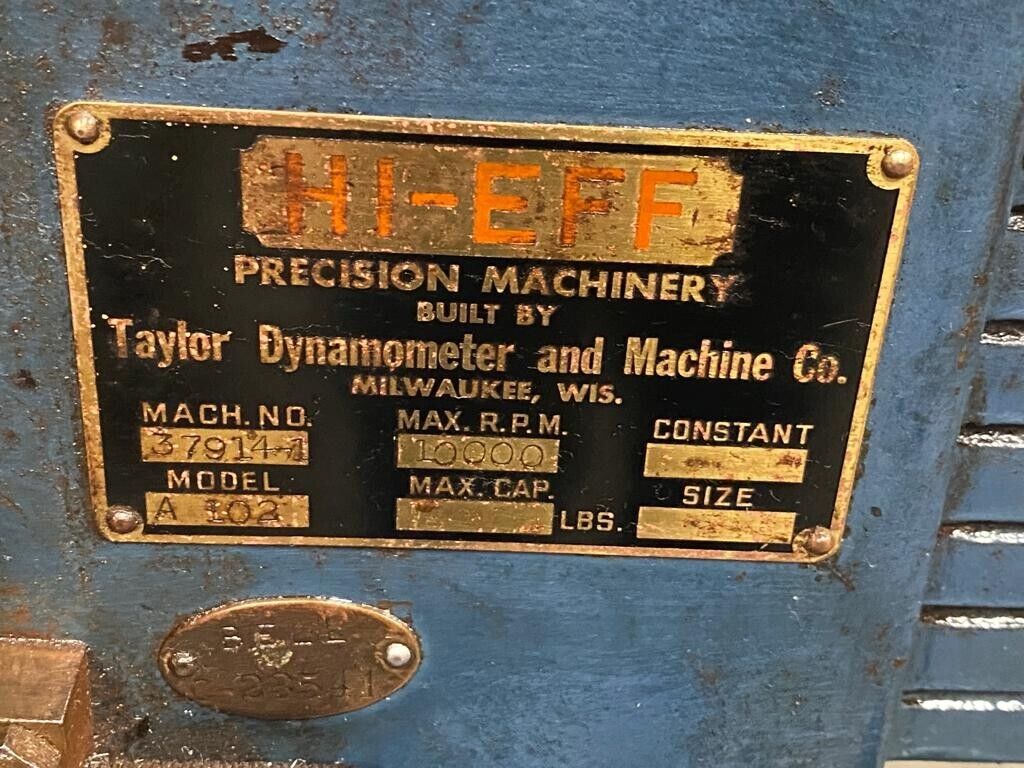 HI-EFF
PRECISION MACHINERY
BUILT BY
Taylor Dynamometer and Machine Co.
MILWAUKEE, WIS.
MACH. NO. MAX. R.P.M. CONSTANT
37914-1 10000
MODEL MAX. CAP. SIZE
A 102 LBS.
BELL